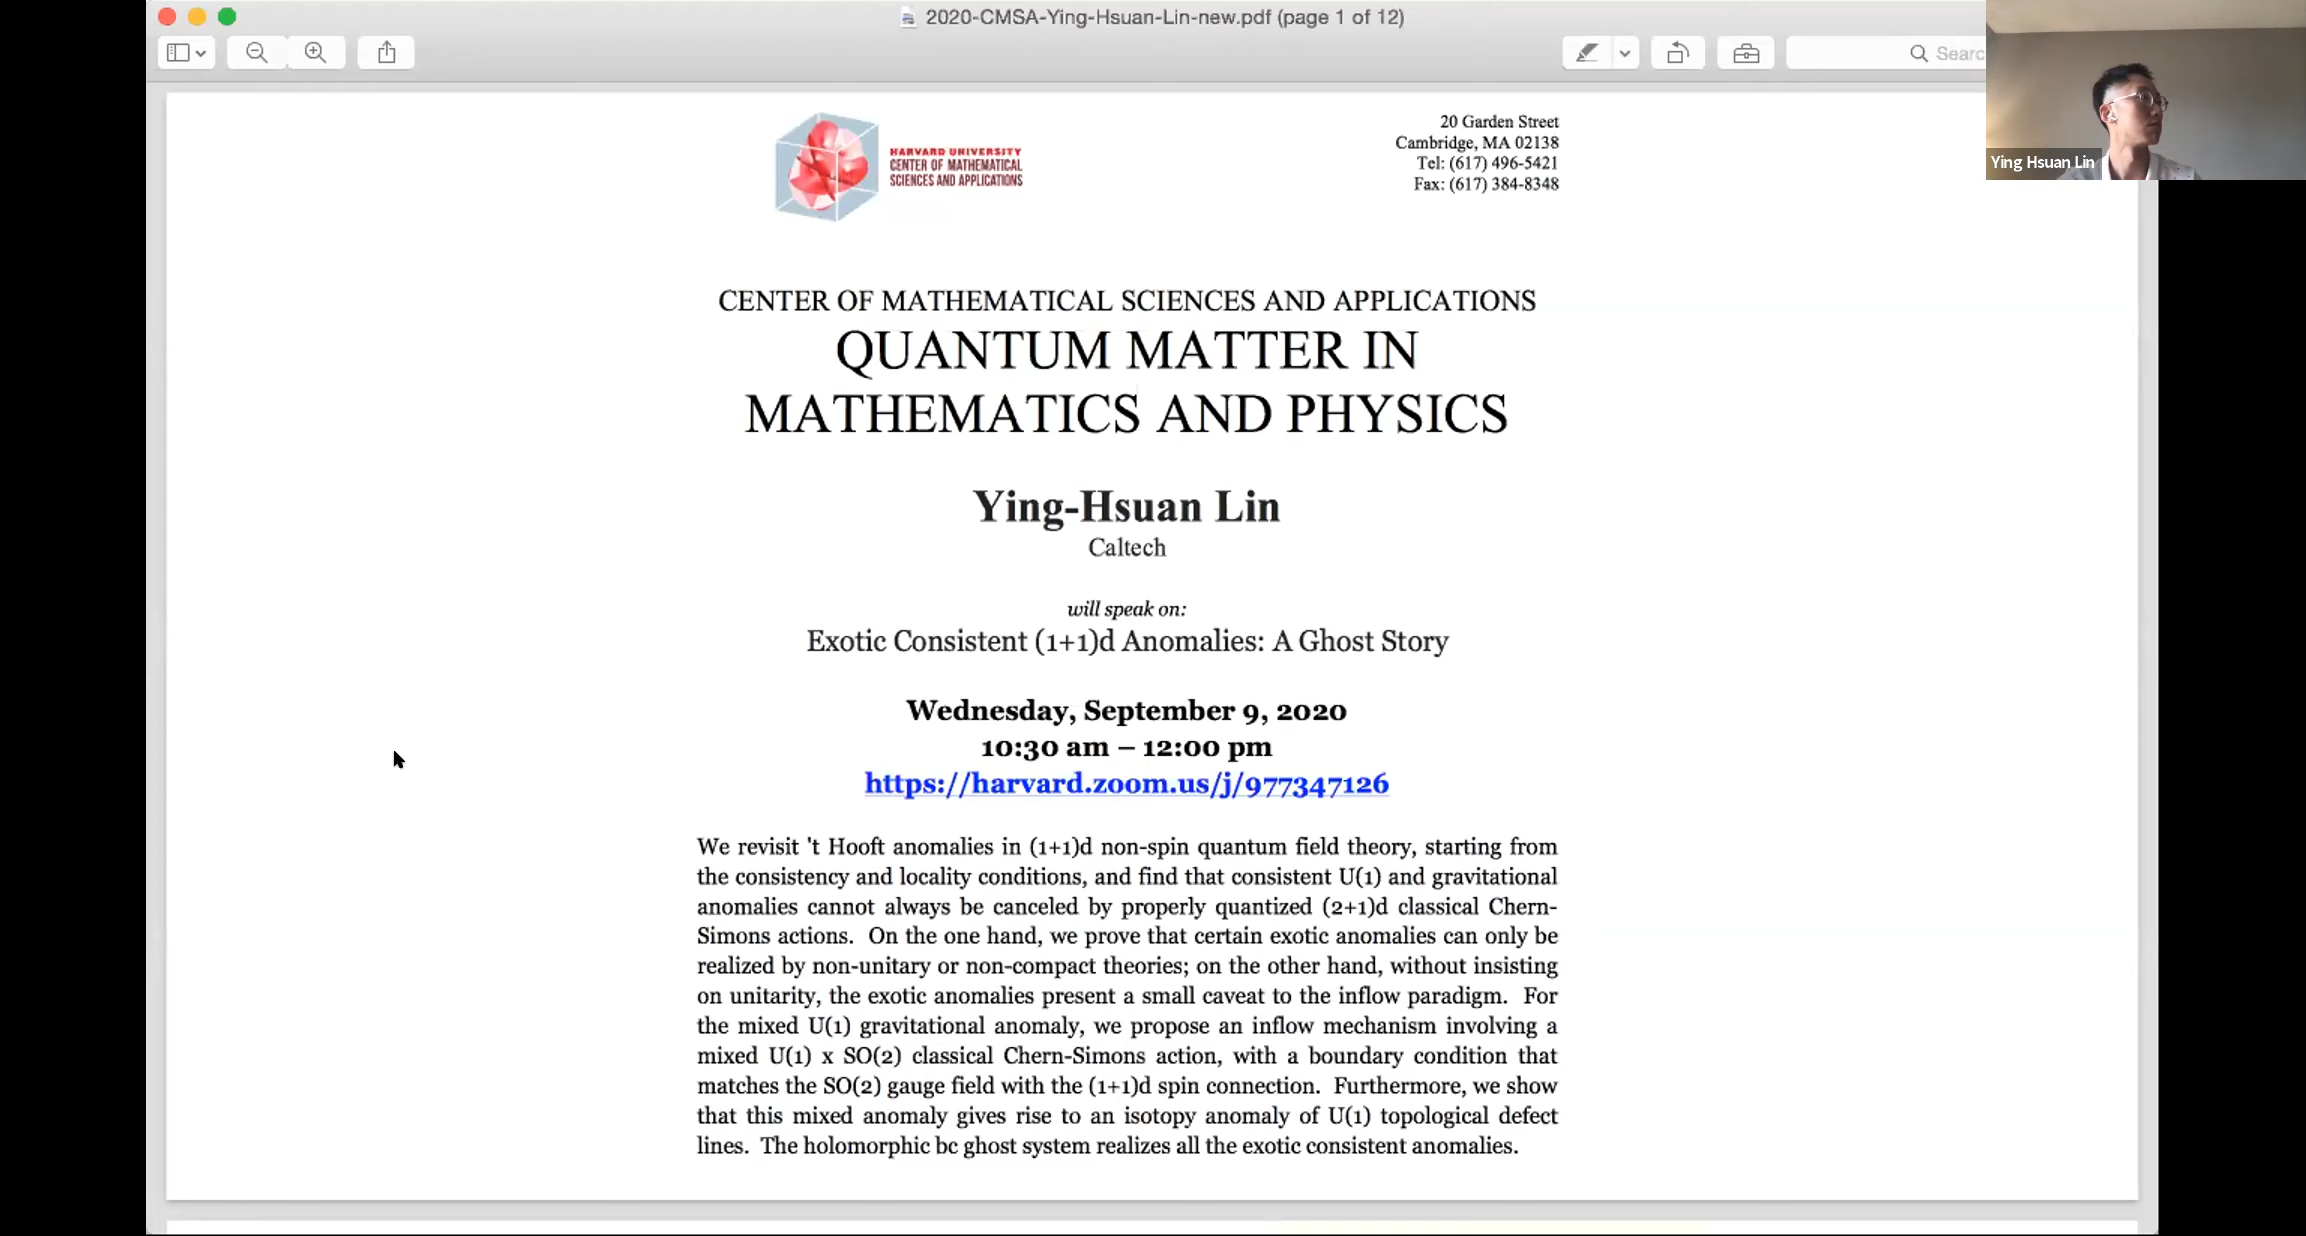 2020-CMSA-Ying-Hsuan-Lin-new.pdf (page 1 of 12)
Searc
Ying Hsuan Lin
HARVARD UNIVERSITY
CENTER OF MATHEMATICAL
SCIENCES AND APPLICATIONS
20 Garden Street
Cambridge, MA 02138
Tel: (617) 496-5421
Fax: (617) 384-8348
CENTER OF MATHEMATICAL SCIENCES AND APPLICATIONS
QUANTUM MATTER IN
MATHEMATICS AND PHYSICS
Ying-Hsuan Lin
Caltech
will speak on:
Exotic Consistent (1+1)d Anomalies: A Ghost Story
Wednesday, September 9, 2020
10:30 am – 12:00 pm
https://harvard.zoom.us/j/977347126
We revisit 't Hooft anomalies in (1+1)d non-spin quantum field theory, starting from
the consistency and locality conditions, and find that consistent U(1) and gravitational
anomalies cannot always be canceled by properly quantized (2+1)d classical Chern-
Simons actions. On the one hand, we prove that certain exotic anomalies can only be
realized by non-unitary or non-compact theories; on the other hand, without insisting
on unitarity, the exotic anomalies present a small caveat to the inflow paradigm. For
the mixed U(1) gravitational anomaly, we propose an inflow mechanism involving a
mixed U(1) x SO(2) classical Chern-Simons action, with a boundary condition that
matches the SO(2) gauge field with the (1+1)d spin connection. Furthermore, we show
that this mixed anomaly gives rise to an isotopy anomaly of U(1) topological defect
lines. The holomorphic bc ghost system realizes all the exotic consistent anomalies.